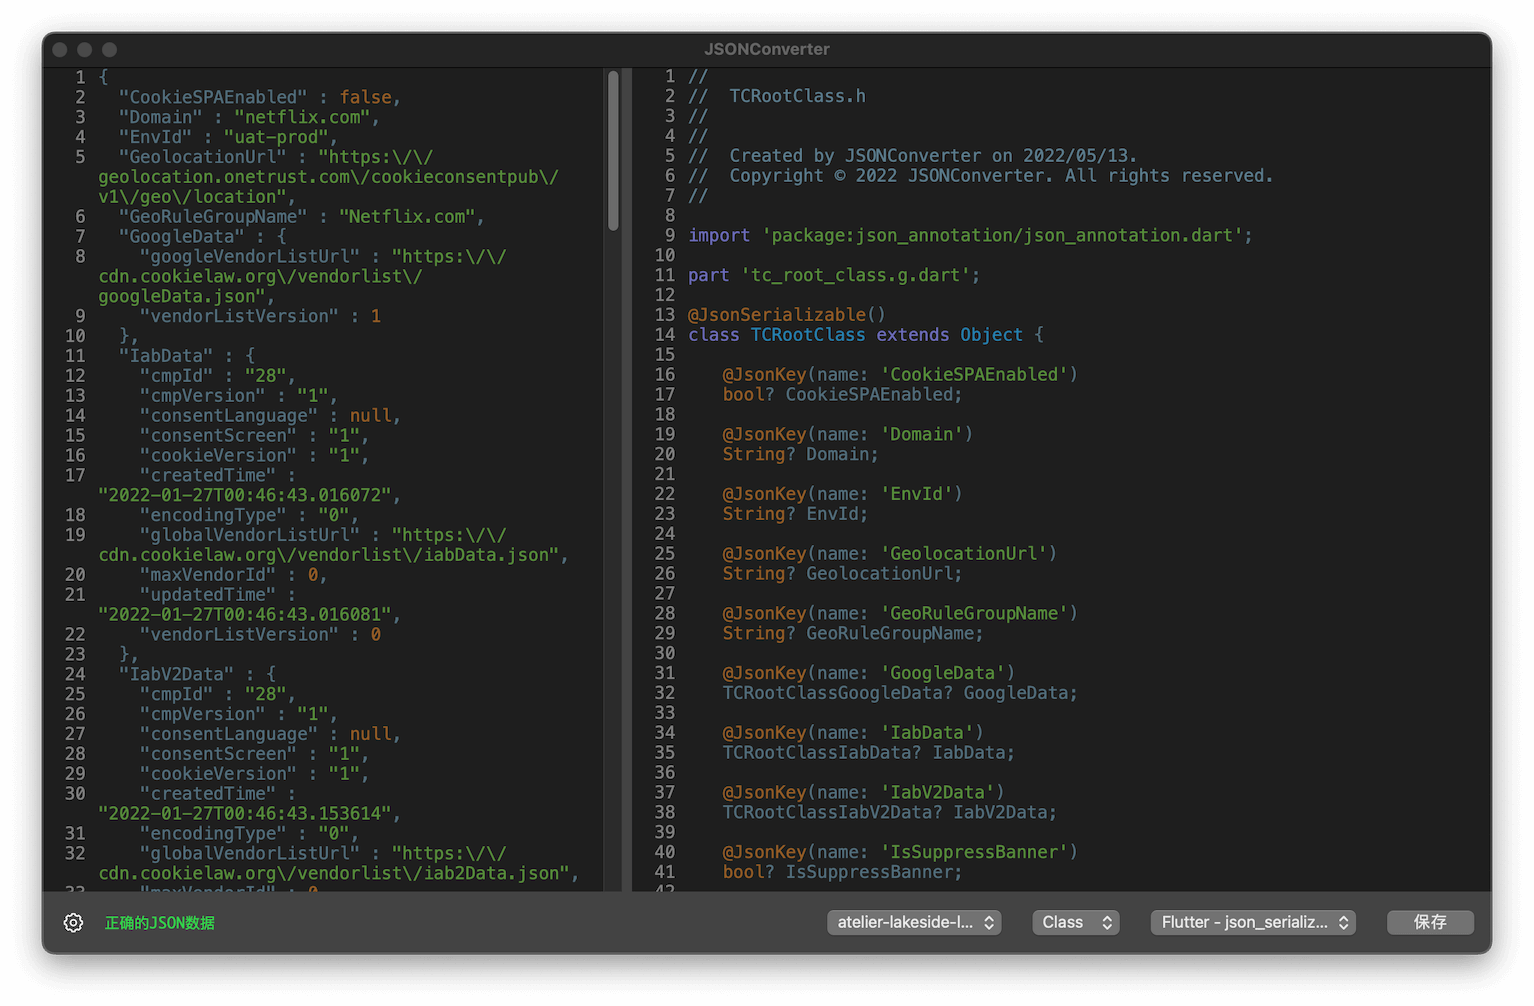 JSONConverter
1 {
2 "CookieSPAEnabled" : false,
3 "Domain" : "netflix.com",
4 "EnvId" : "uat-prod",
5 "GeolocationUrl" : "https:\/\/
geolocation.onetrust.com\/cookieconsentpub\/
v1\/geo\/location",
6 "GeoRuleGroupName" : "Netflix.com",
7 "GoogleData" : {
8 "googleVendorListUrl" : "https:\/\/
cdn.cookielaw.org\/vendorlist\/
googleData.json",
9 "vendorListVersion" : 1
10 },
11 "IabData" : {
12 "cmpId" : "28",
13 "cmpVersion" : "1",
14 "consentLanguage" : null,
15 "consentScreen" : "1",
16 "cookieVersion" : "1",
17 "createdTime" :
"2022-01-27T00:46:43.016072",
18 "encodingType" : "0",
19 "globalVendorListUrl" : "https:\/\/
cdn.cookielaw.org\/vendorlist\/iabData.json",
20 "maxVendorId" : 0,
21 "updatedTime" :
"2022-01-27T00:46:43.016081",
22 "vendorListVersion" : 0
23 },
24 "IabV2Data" : {
25 "cmpId" : "28",
26 "cmpVersion" : "1",
27 "consentLanguage" : null,
28 "consentScreen" : "1",
29 "cookieVersion" : "1",
30 "createdTime" :
"2022-01-27T00:46:43.153614",
31 "encodingType" : "0",
32 "globalVendorListUrl" : "https:\/\/
cdn.cookielaw.org\/vendorlist\/iab2Data.json",
33 "maxVendorId" : 0
1 //
2 // TCRootClass.h
3 //
4 //
5 // Created by JSONConverter on 2022/05/13.
6 // Copyright © 2022 JSONConverter. All rights reserved.
7 //
8
9 import 'package:json_annotation/json_annotation.dart';
10
11 part 'tc_root_class.g.dart';
12
13 @JsonSerializable()
14 class TCRootClass extends Object {
15
16 @JsonKey(name: 'CookieSPAEnabled')
17 bool? CookieSPAEnabled;
18
19 @JsonKey(name: 'Domain')
20 String? Domain;
21
22 @JsonKey(name: 'EnvId')
23 String? EnvId;
24
25 @JsonKey(name: 'GeolocationUrl')
26 String? GeolocationUrl;
27
28 @JsonKey(name: 'GeoRuleGroupName')
29 String? GeoRuleGroupName;
30
31 @JsonKey(name: 'GoogleData')
32 TCRootClassGoogleData? GoogleData;
33
34 @JsonKey(name: 'IabData')
35 TCRootClassIabData? IabData;
36
37 @JsonKey(name: 'IabV2Data')
38 TCRootClassIabV2Data? IabV2Data;
39
40 @JsonKey(name: 'IsSuppressBanner')
41 bool? IsSuppressBanner;
42
正确的JSON数据
atelier-lakeside-l...
Class
Flutter - json_serializ...
保存